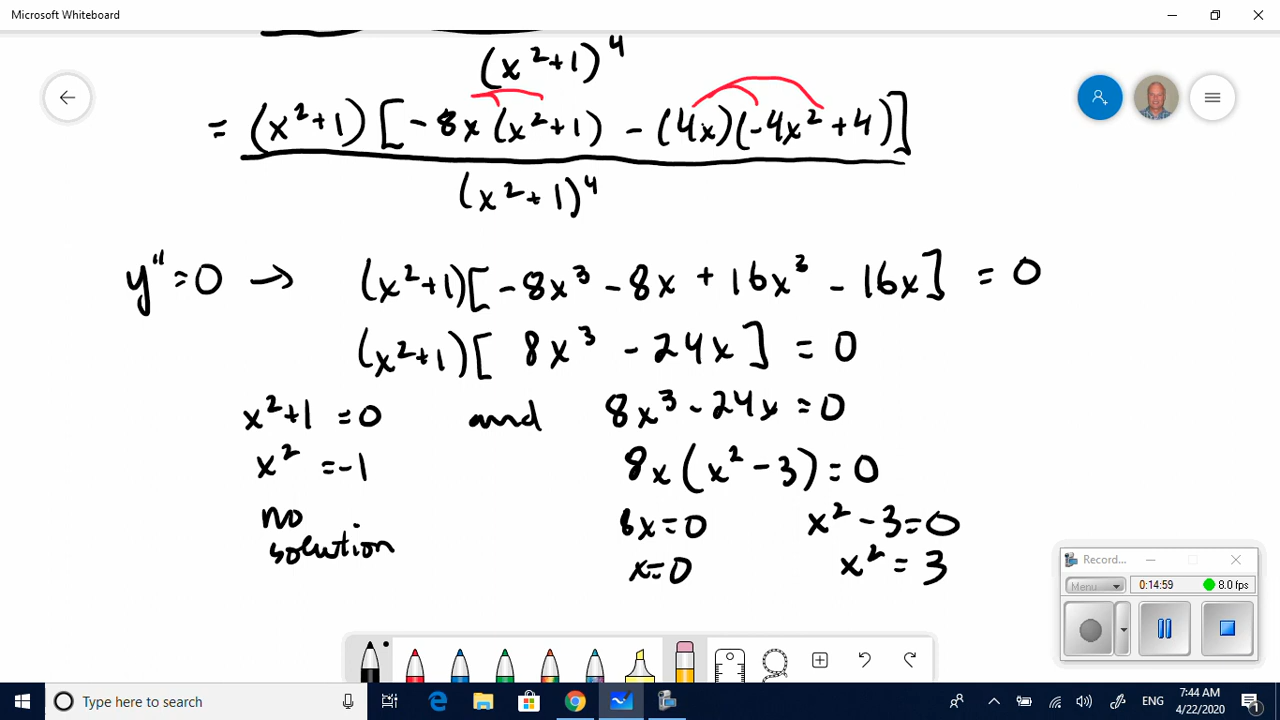 Microsoft Whiteboard
(x²+1)⁴
= (x²+1)[-8x(x²+1) - (4x)(-4x²+4)]
(x²+1)⁴
y''=0 → (x²+1)[-8x³ - 8x + 16x³ - 16x] = 0
(x²+1)[8x³ - 24x] = 0
x²+1=0 and 8x³-24x=0
x²=-1 8x(x²-3)=0
no 8x=0 x²-3=0
solution x=0 x²=3
Record...
Menu 0:14:59 8.0 fps
Type here to search
ENG 7:44 AM
4/22/2020 1